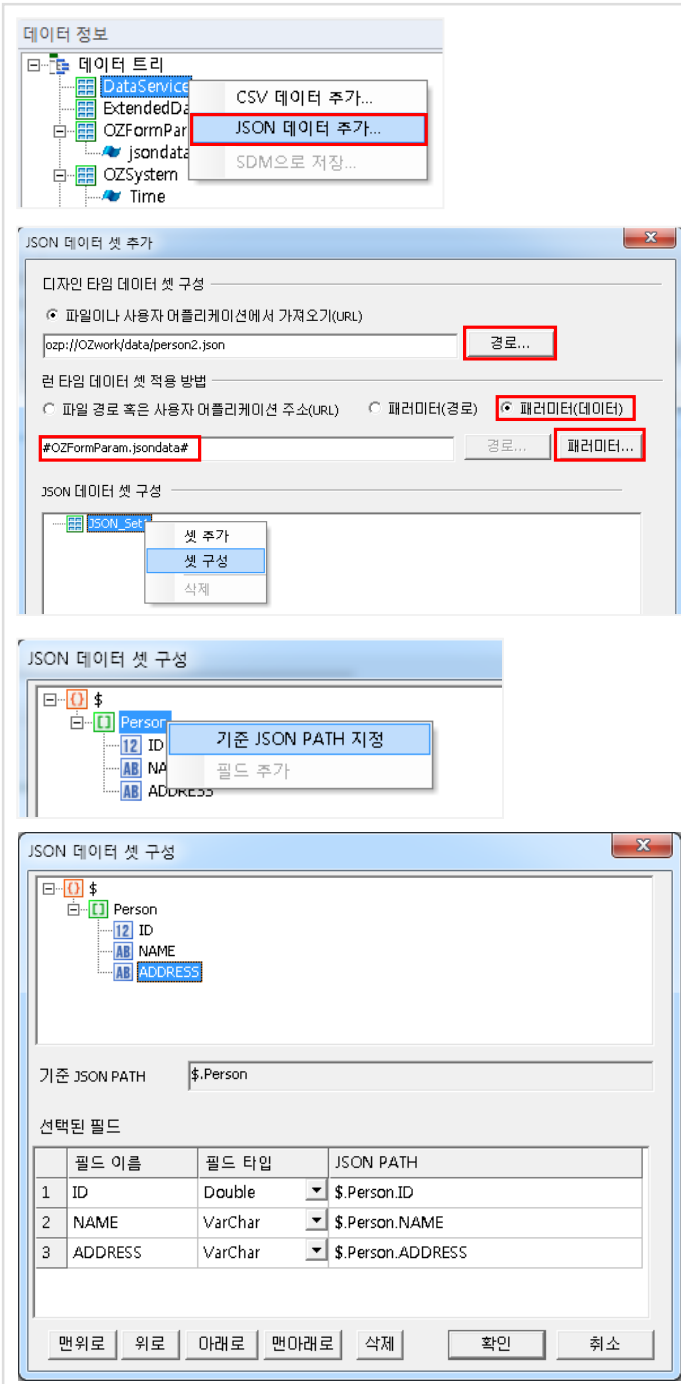 데이터 정보
데이터 트리
DataService
CSV 데이터 추가...
ExtendedDa
JSON 데이터 추가...
OZFormPar
jsondata
SDM으로 저장...
OZSystem
Time
JSON 데이터 셋 추가
디자인 타임 데이터 셋 구성
파일이나 사용자 어플리케이션에서 가져오기(URL)
ozp://OZwork/data/person2.json 경로...
런 타임 데이터 셋 적용 방법
파일 경로 혹은 사용자 어플리케이션 주소(URL) 패러미터(경로) 패러미터(데이터)
#OZFormParam.jsondata# 경로... 패러미터...
JSON 데이터 셋 구성
JSON_Set1
셋 추가
셋 구성
삭제
JSON 데이터 셋 구성
{} $
[] Person
기준 JSON PATH 지정
12 ID
AB NA
필드 추가
AB ADDRESS
JSON 데이터 셋 구성
{} $
[] Person
12 ID
AB NAME
AB ADDRESS
기준 JSON PATH $.Person
선택된 필드
필드 이름 필드 타입 JSON PATH
1 ID Double $.Person.ID
2 NAME VarChar $.Person.NAME
3 ADDRESS VarChar $.Person.ADDRESS
맨위로 위로 아래로 맨아래로 삭제 확인 취소